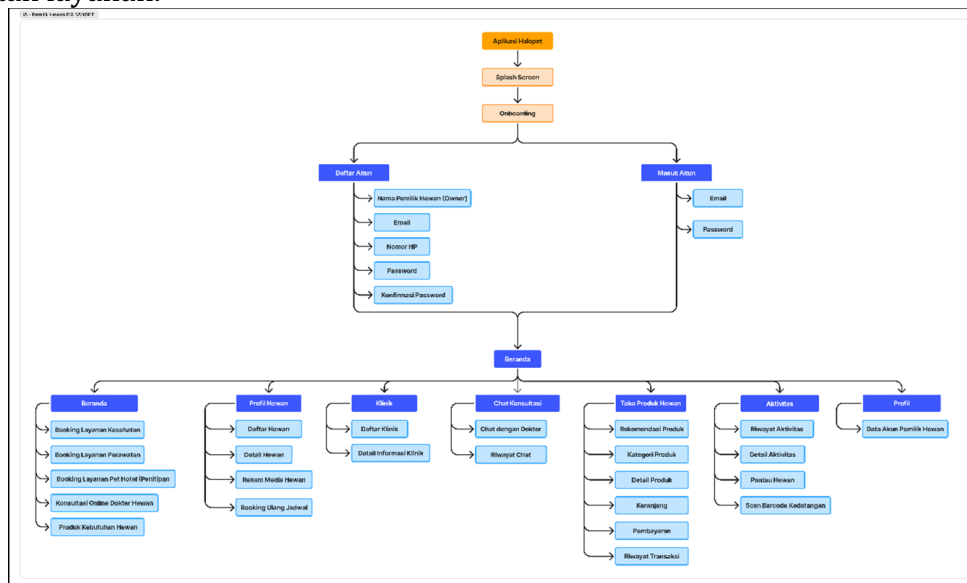 layanan.
Aplikasi Halopet
Splash Screen
Onboarding
Daftar Akun
Masuk Akun
Nama Pemilik Hewan (Owner)
Email
Nomor HP
Password
Konfirmasi Password
Email
Password
Beranda
Beranda
Booking Layanan Kesehatan
Booking Layanan Perawatan
Booking Layanan Pet Hotel (Penitipan
Konsultasi Online Dokter Hewan
Produk Kebutuhan Hewan
Profil Hewan
Daftar Hewan
Detail Hewan
Rekam Medis Hewan
Booking Ulang Jadwal
Klinik
Daftar Klinik
Detail Informasi Klinik
Chat Konsultasi
Chat dengan Dokter
Riwayat Chat
Toko Produk Hewan
Rekomendasi Produk
Kategori Produk
Detail Produk
Keranjang
Pembayaran
Riwayat Transaksi
Aktivitas
Riwayat Aktivitas
Detail Aktivitas
Pantau Hewan
Scan Barcode Kedatangan
Profil
Data Akun Pemilik Hewan